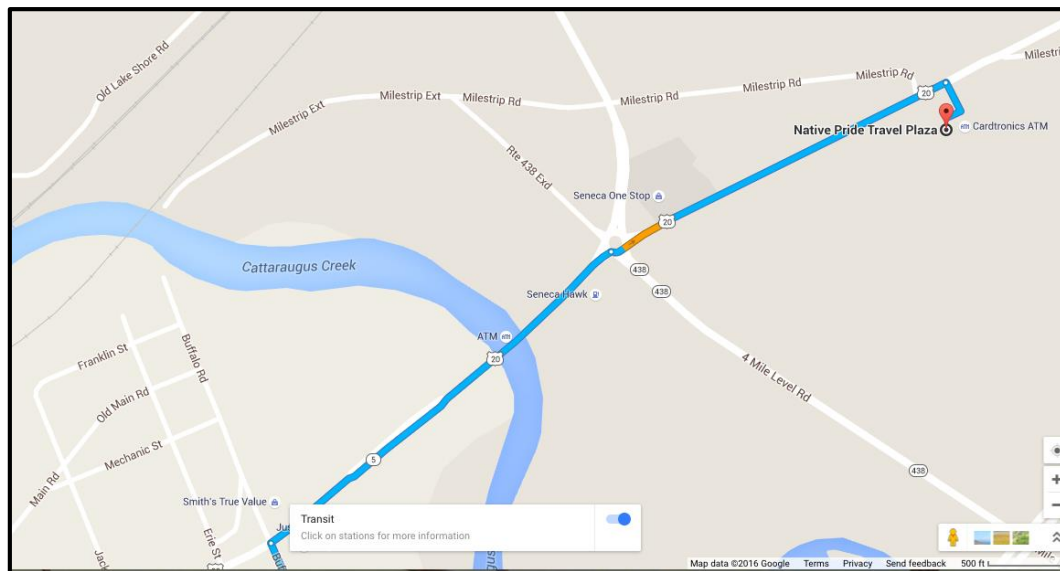 Old Lake Shore Rd
Milestrip Ext
Milestrip Ext
Milestrip Rd
Milestrip Rd
Milestrip Rd
20
Native Pride Travel Plaza
Cardtronics ATM
Rte 438 Exd
Seneca One Stop
20
438
438
Cattaraugus Creek
Seneca Hawk
ATM
20
4 Mile Level Rd
438
Franklin St
Buffalo Rd
Old Main Rd
Mechanic St
5
Main Rd
Smith's True Value
Erie St
Transit
Click on stations for more information
Map data ©2016 Google
Terms
Privacy
Send feedback
500 ft